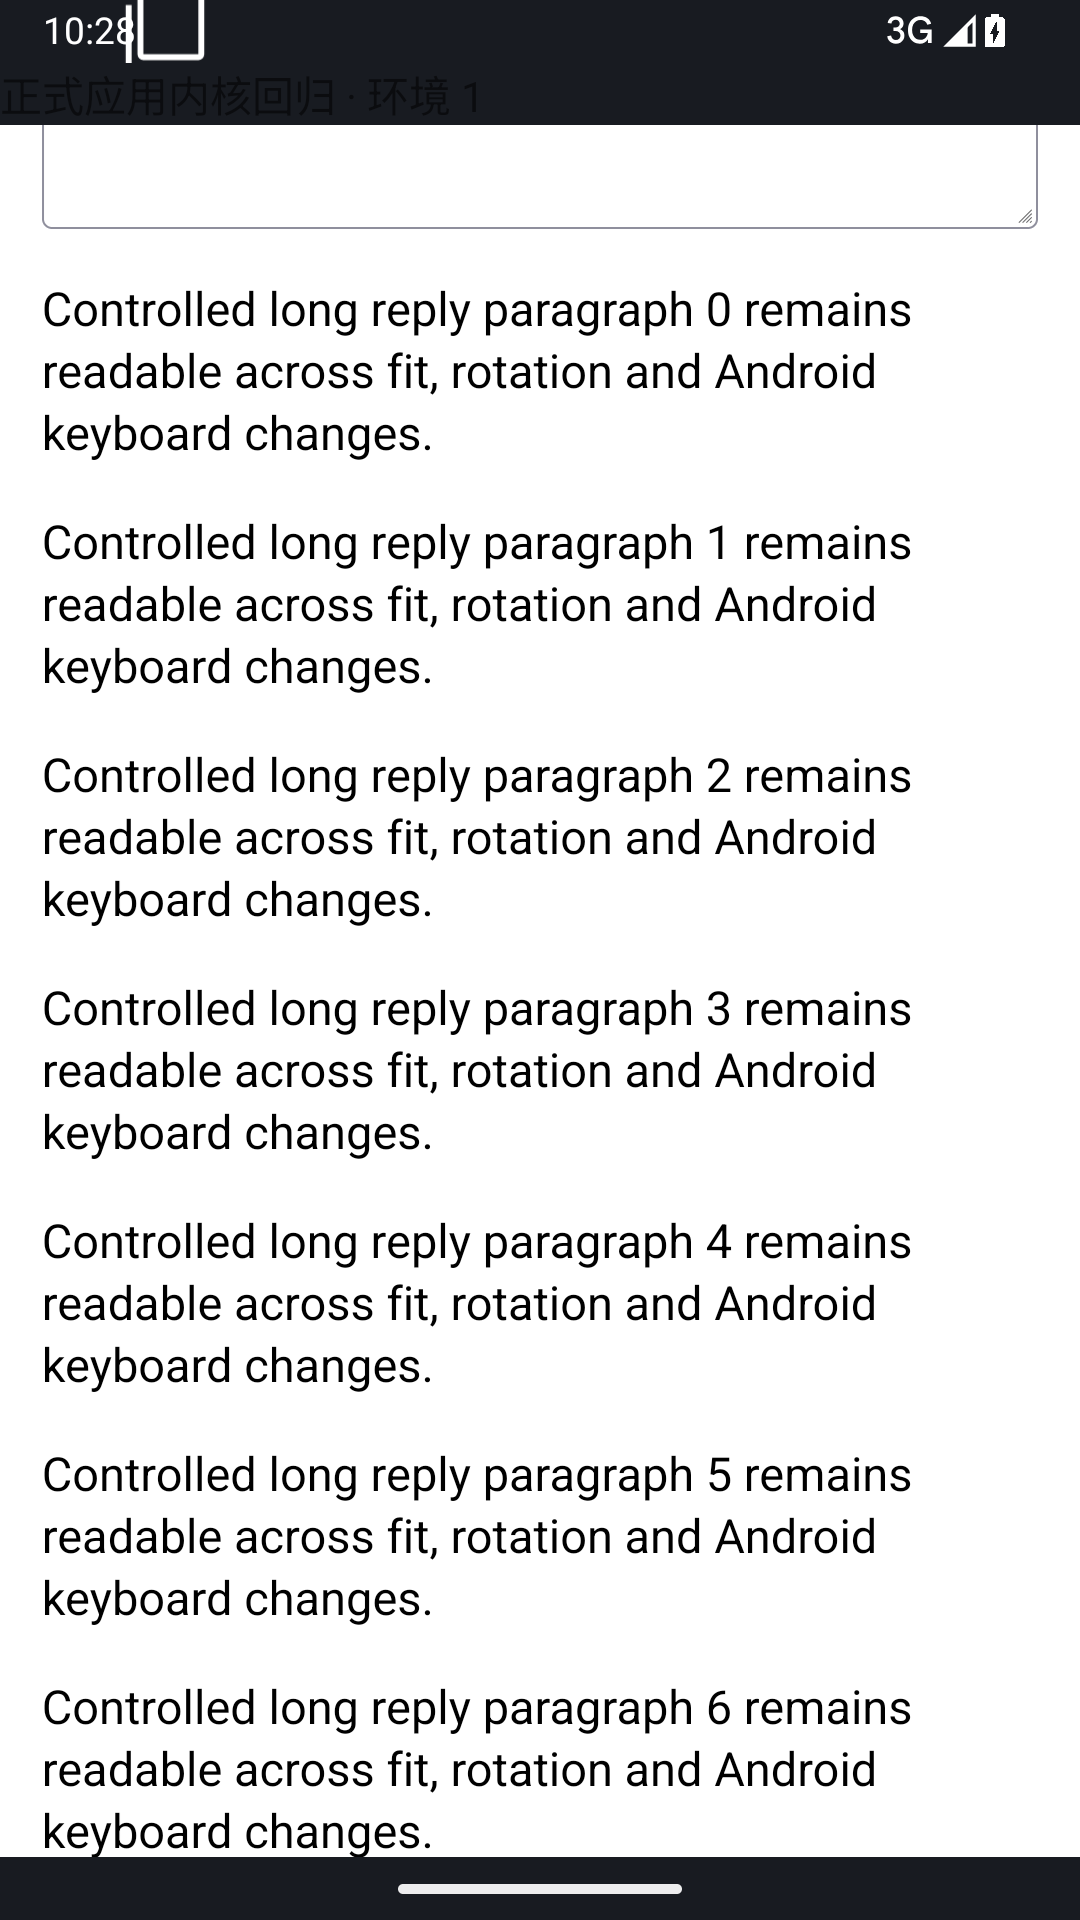 10:28
3G
正式应用内核回归 · 环境 1
Controlled long reply paragraph 0 remains
readable across fit, rotation and Android
keyboard changes.
Controlled long reply paragraph 1 remains
readable across fit, rotation and Android
keyboard changes.
Controlled long reply paragraph 2 remains
readable across fit, rotation and Android
keyboard changes.
Controlled long reply paragraph 3 remains
readable across fit, rotation and Android
keyboard changes.
Controlled long reply paragraph 4 remains
readable across fit, rotation and Android
keyboard changes.
Controlled long reply paragraph 5 remains
readable across fit, rotation and Android
keyboard changes.
Controlled long reply paragraph 6 remains
readable across fit, rotation and Android
keyboard changes.